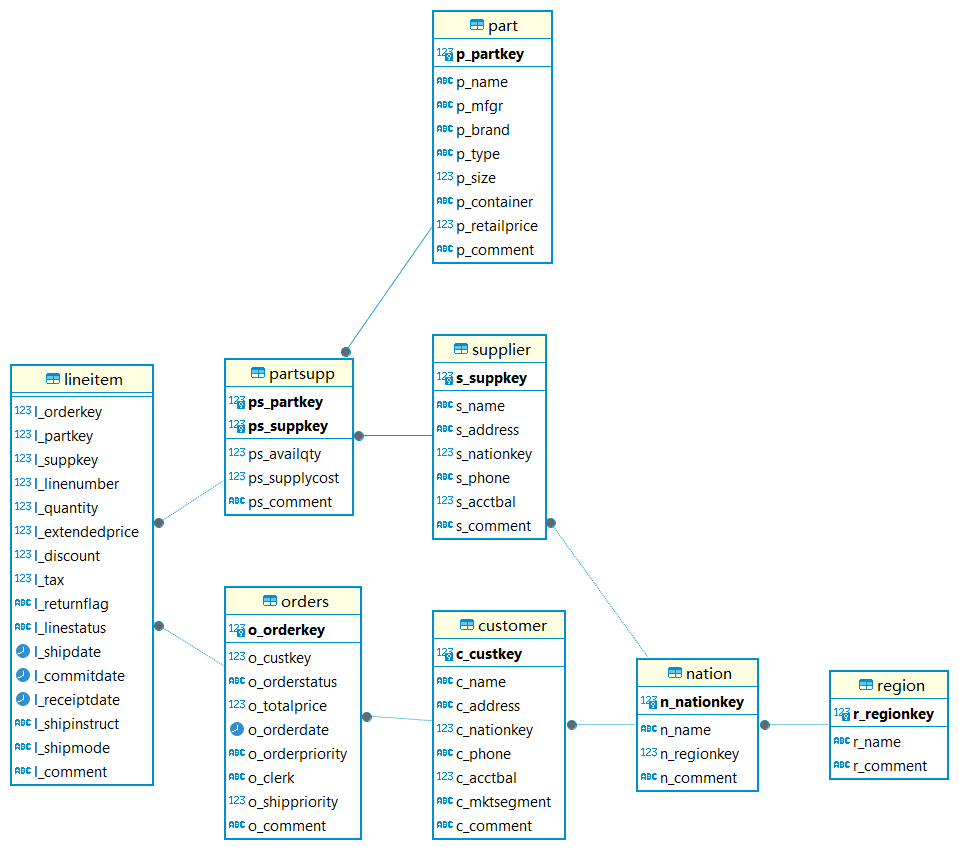 part
123 p_partkey
ABC p_name
ABC p_mfgr
ABC p_brand
ABC p_type
123 p_size
ABC p_container
123 p_retailprice
ABC p_comment
supplier
123 s_suppkey
ABC s_name
ABC s_address
123 s_nationkey
ABC s_phone
123 s_acctbal
ABC s_comment
partsupp
123 ps_partkey
123 ps_suppkey
123 ps_availqty
123 ps_supplycost
ABC ps_comment
lineitem
123 l_orderkey
123 l_partkey
123 l_suppkey
123 l_linenumber
123 l_quantity
123 l_extendedprice
123 l_discount
123 l_tax
ABC l_returnflag
ABC l_linestatus
l_shipdate
l_commitdate
l_receiptdate
ABC l_shipinstruct
ABC l_shipmode
ABC l_comment
orders
123 o_orderkey
123 o_custkey
ABC o_orderstatus
123 o_totalprice
o_orderdate
ABC o_orderpriority
ABC o_clerk
123 o_shippriority
ABC o_comment
customer
123 c_custkey
ABC c_name
ABC c_address
123 c_nationkey
ABC c_phone
123 c_acctbal
ABC c_mktsegment
ABC c_comment
nation
123 n_nationkey
ABC n_name
123 n_regionkey
ABC n_comment
region
123 r_regionkey
ABC r_name
ABC r_comment